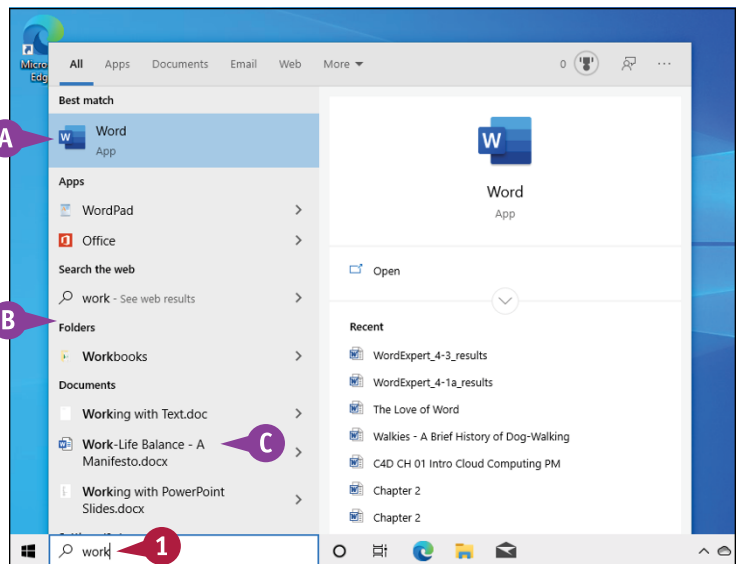 Micro
Edg
All Apps Documents Email Web More 0 ...
Best match
A
W
Word
App
W
Word
App
Apps
WordPad
Office
Search the web
work - See web results
Open
B
Folders
Workbooks
Recent
WordExpert_4-3_results
WordExpert_4-1a_results
The Love of Word
Walkies - A Brief History of Dog-Walking
C4D CH 01 Intro Cloud Computing PM
Chapter 2
Chapter 2
Documents
Working with Text.doc
Work-Life Balance - A
Manifesto.docx
C
Working with PowerPoint
Slides.docx
work
1